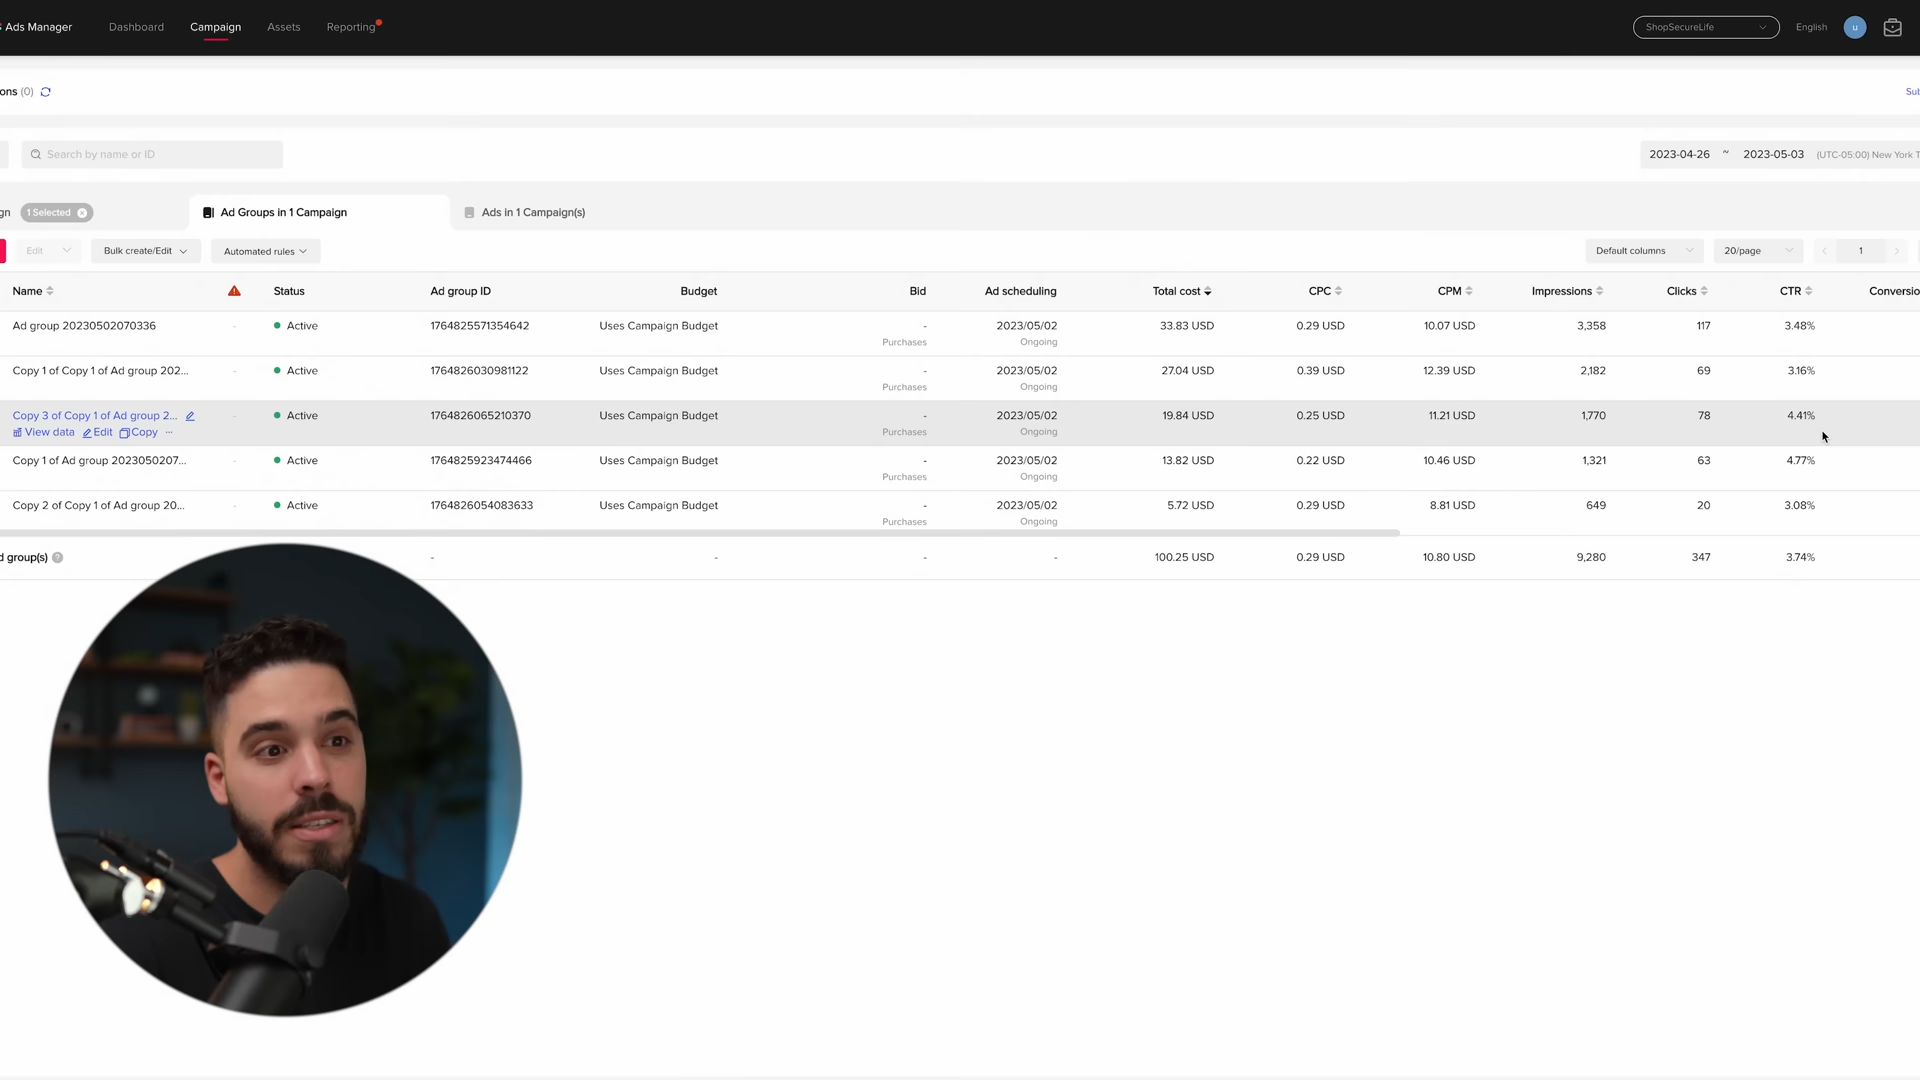 Ads Manager Dashboard Campaign Assets Reporting ShopSecureLife English u
ons (0) Sub
Search by name or ID 2023-04-26 ~ 2023-05-03 (UTC-05:00) New York T
gn 1 Selected Ad Groups in 1 Campaign Ads in 1 Campaign(s)
Edit Bulk create/Edit Automated rules Default columns 20/page 1
Name Status Ad group ID Budget Bid Ad scheduling Total cost CPC CPM Impressions Clicks CTR Conversio
Ad group 20230502070336 - Active 1764825571354642 Uses Campaign Budget - 2023/05/02 33.83 USD 0.29 USD 10.07 USD 3,358 117 3.48%
Purchases Ongoing
Copy 1 of Copy 1 of Ad group 202... - Active 1764826030981122 Uses Campaign Budget - 2023/05/02 27.04 USD 0.39 USD 12.39 USD 2,182 69 3.16%
Purchases Ongoing
Copy 3 of Copy 1 of Ad group 2... - Active 1764826065210370 Uses Campaign Budget - 2023/05/02 19.84 USD 0.25 USD 11.21 USD 1,770 78 4.41%
View data Edit Copy ... Purchases Ongoing
Copy 1 of Ad group 2023050207... - Active 1764825923474466 Uses Campaign Budget - 2023/05/02 13.82 USD 0.22 USD 10.46 USD 1,321 63 4.77%
Purchases Ongoing
Copy 2 of Copy 1 of Ad group 20... - Active 1764826054083633 Uses Campaign Budget - 2023/05/02 5.72 USD 0.29 USD 8.81 USD 649 20 3.08%
Purchases Ongoing
d group(s) ? - - - - 100.25 USD 0.29 USD 10.80 USD 9,280 347 3.74%